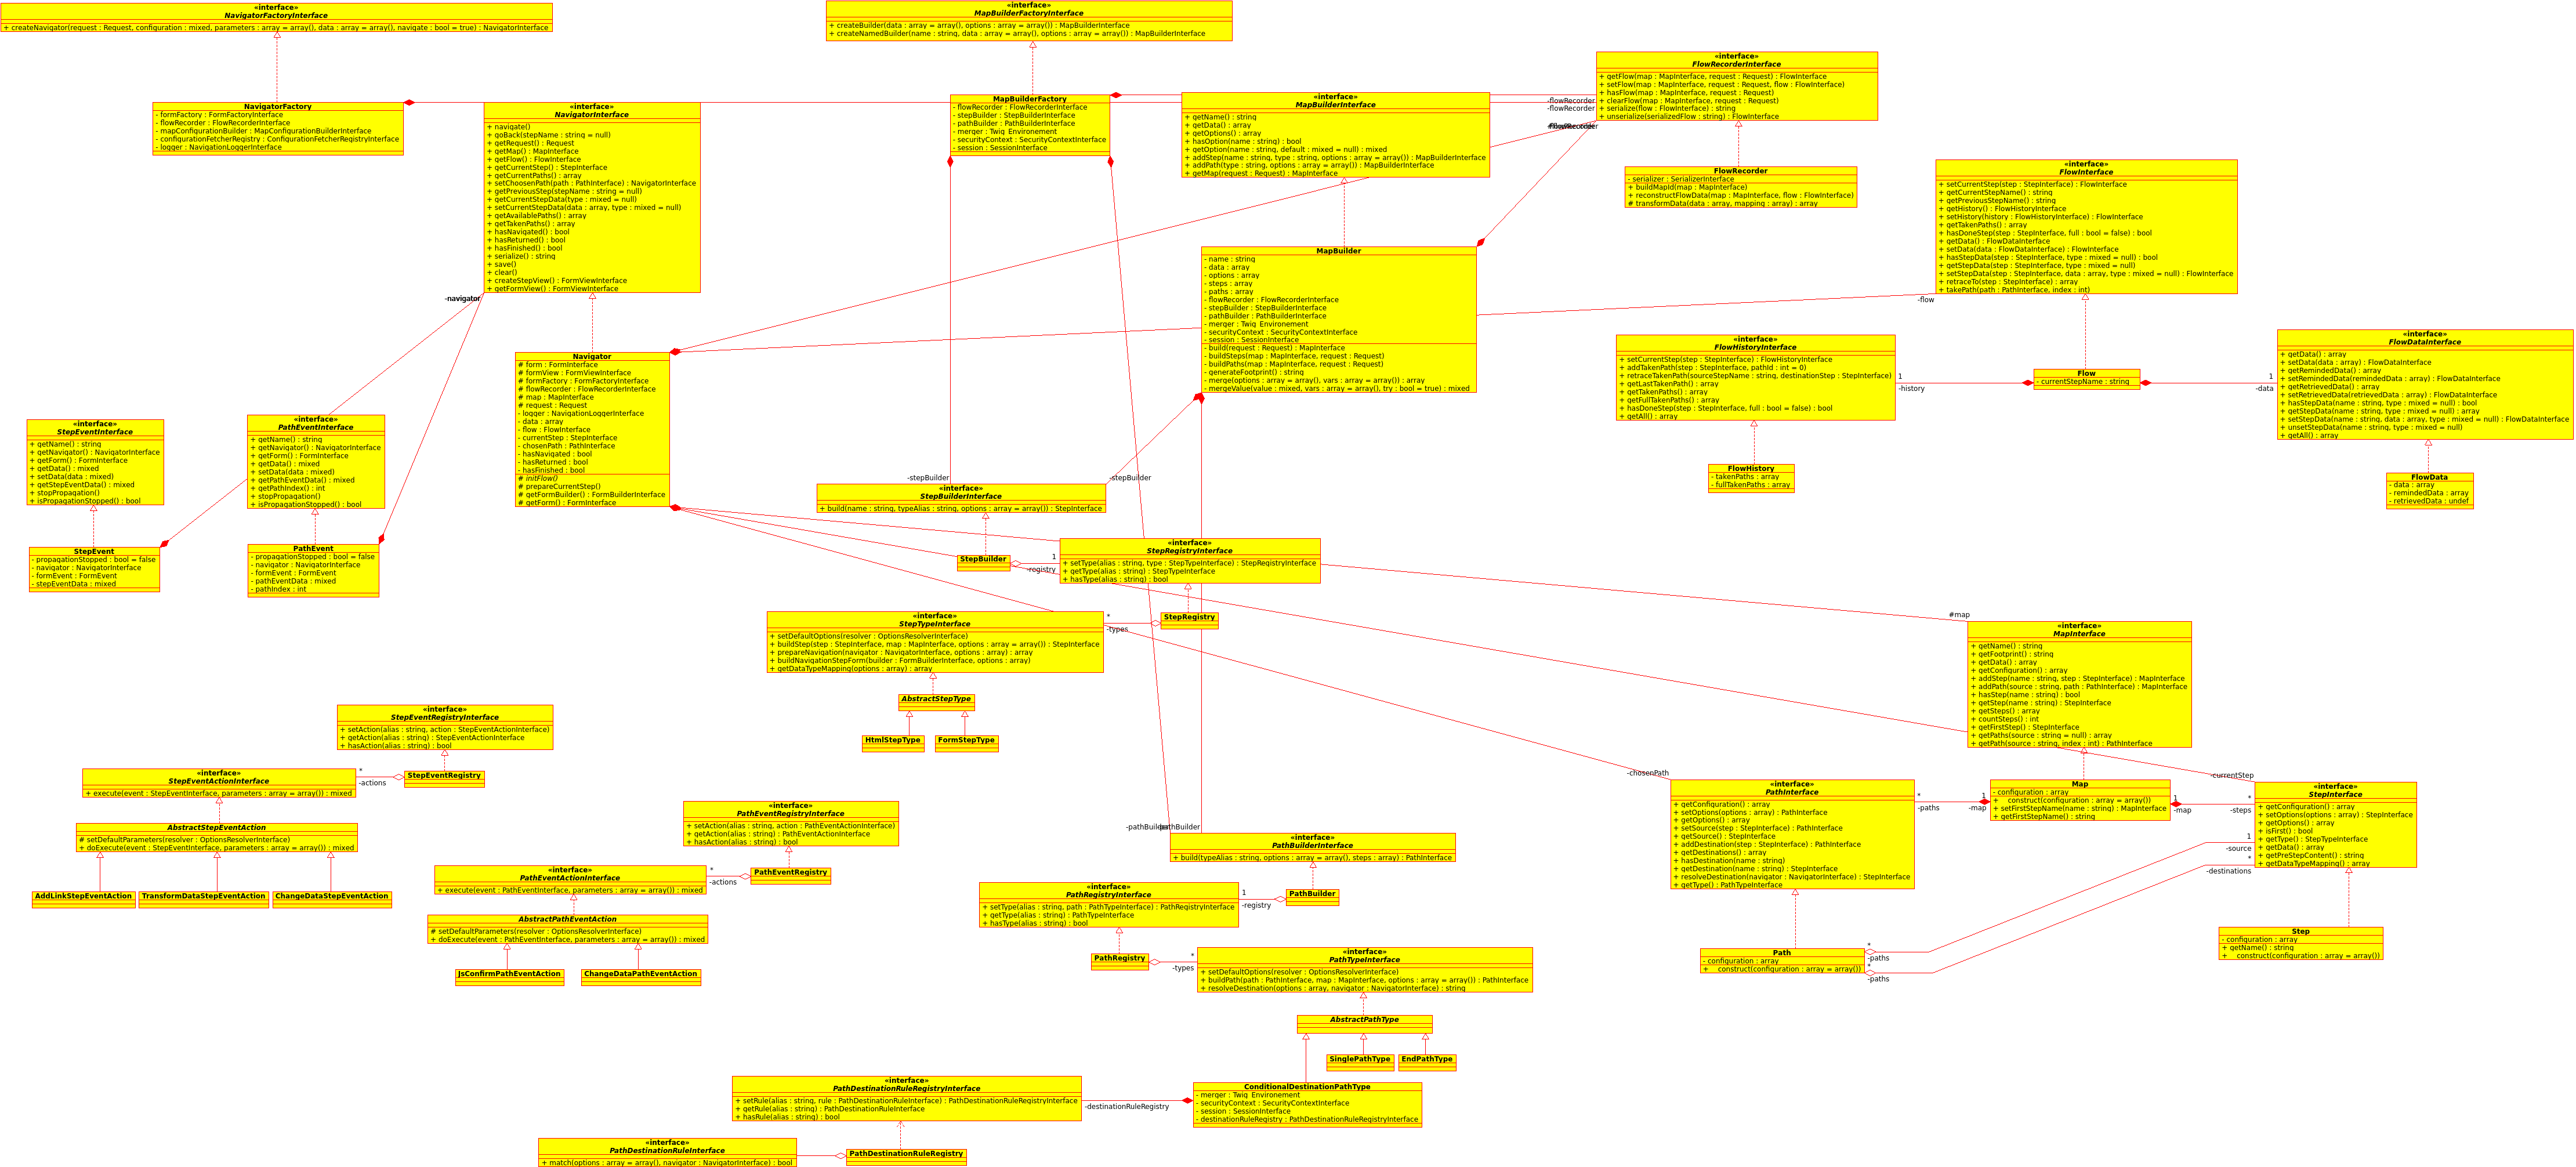 «interface»
NavigatorFactoryInterface
+ createNavigator(request : Request, configuration : mixed, parameters : array = array(), data : array = array(), navigate : bool = true) : NavigatorInterface
«interface»
MapBuilderFactoryInterface
+ createBuilder(data : array = array(), options : array = array()) : MapBuilderInterface
+ createNamedBuilder(name : string, data : array = array(), options : array = array()) : MapBuilderInterface
«interface»
FlowRecorderInterface
+ getFlow(map : MapInterface, request : Request) : FlowInterface
+ setFlow(map : MapInterface, request : Request, flow : FlowInterface)
+ hasFlow(map : MapInterface, request : Request)
+ clearFlow(map : MapInterface, request : Request)
+ serialize(flow : FlowInterface) : string
+ unserialize(serializedFlow : string) : FlowInterface
NavigatorFactory
- formFactory : FormFactoryInterface
- flowRecorder : FlowRecorderInterface
- mapConfigurationBuilder : MapConfigurationBuilderInterface
- configurationFetcherRegistry : ConfigurationFetcherRegistryInterface
- logger : NavigationLoggerInterface
«interface»
NavigatorInterface
+ navigate()
+ goBack(stepName : string = null)
+ getRequest() : Request
+ getMap() : MapInterface
+ getFlow() : FlowInterface
+ getCurrentStep() : StepInterface
+ getCurrentPaths() : array
+ setChoosenPath(path : PathInterface) : NavigatorInterface
+ getPreviousStep(stepName : string = null)
+ getCurrentStepData(type : mixed = null)
+ setCurrentStepData(data : array, type : mixed = null)
+ getAvailablePaths() : array
+ getTakenPaths() : array
+ hasNavigated() : bool
+ hasReturned() : bool
+ hasFinished() : bool
+ serialize() : string
+ save()
+ clear()
+ createStepView() : FormViewInterface
+ getFormView() : FormViewInterface
MapBuilderFactory
- flowRecorder : FlowRecorderInterface
- stepBuilder : StepBuilderInterface
- pathBuilder : PathBuilderInterface
- merger : Twig_Environement
- securityContext : SecurityContextInterface
- session : SessionInterface
«interface»
MapBuilderInterface
+ getName() : string
+ getData() : array
+ getOptions() : array
+ hasOption(name : string) : bool
+ getOption(name : string, default : mixed = null) : mixed
+ addStep(name : string, type : string, options : array = array()) : MapBuilderInterface
+ addPath(type : string, options : array = array()) : MapBuilderInterface
+ getMap(request : Request) : MapInterface
-flowRecorder
-flowRecorder
FlowRecorder
- serializer : SerializerInterface
+ buildMapId(map : MapInterface)
+ reconstructFlowData(map : MapInterface, flow : FlowInterface)
# transformData(data : array, mapping : array) : array
«interface»
FlowInterface
+ setCurrentStep(step : StepInterface) : FlowInterface
+ getCurrentStepName() : string
+ getPreviousStepName() : string
+ getHistory() : FlowHistoryInterface
+ setHistory(history : FlowHistoryInterface) : FlowInterface
+ getTakenPaths() : array
+ hasDoneStep(step : StepInterface, full : bool = false) : bool
+ getData() : FlowDataInterface
+ setData(data : FlowDataInterface) : FlowInterface
+ hasStepData(step : StepInterface, type : mixed = null) : bool
+ getStepData(step : StepInterface, type : mixed = null)
+ setStepData(step : StepInterface, data : array, type : mixed = null) : FlowInterface
+ retraceTo(step : StepInterface) : array
+ takePath(path : PathInterface, index : int)
-navigator
-flow
MapBuilder
- name : string
- data : array
- options : array
- steps : array
- paths : array
- flowRecorder : FlowRecorderInterface
- stepBuilder : StepBuilderInterface
- pathBuilder : PathBuilderInterface
- merger : Twig_Environement
- securityContext : SecurityContextInterface
- session : SessionInterface
- build(request : Request) : MapInterface
- buildSteps(map : MapInterface, request : Request)
- buildPaths(map : MapInterface, request : Request)
- generateFootprint() : string
- merge(options : array = array(), vars : array = array()) : array
- mergeValue(value : mixed, vars : array = array(), try : bool = true) : mixed
Navigator
# form : FormInterface
# formView : FormViewInterface
# formFactory : FormFactoryInterface
# flowRecorder : FlowRecorderInterface
# map : MapInterface
# request : Request
- logger : NavigationLoggerInterface
- data : array
- flow : FlowInterface
- currentStep : StepInterface
- chosenPath : PathInterface
- hasNavigated : bool
- hasReturned : bool
- hasFinished : bool
# initFlow()
# prepareCurrentStep()
# getFormBuilder() : FormBuilderInterface
# getForm() : FormInterface
«interface»
FlowHistoryInterface
+ setCurrentStep(step : StepInterface) : FlowHistoryInterface
+ addTakenPath(step : StepInterface, pathId : int = 0)
+ retraceTakenPath(sourceStepName : string, destinationStep : StepInterface)
+ getLastTakenPath() : array
+ getTakenPaths() : array
+ getFullTakenPaths() : array
+ hasDoneStep(step : StepInterface, full : bool = false) : bool
+ getAll() : array
1
-history
Flow
- currentStepName : string
1
-data
«interface»
FlowDataInterface
+ getData() : array
+ setData(data : array) : FlowDataInterface
+ getRemindedData() : array
+ setRemindedData(remindedData : array) : FlowDataInterface
+ getRetrievedData() : array
+ setRetrievedData(retrievedData : array) : FlowDataInterface
+ hasStepData(name : string, type : mixed = null) : bool
+ getStepData(name : string, type : mixed = null) : array
+ setStepData(name : string, data : array, type : mixed = null) : FlowDataInterface
+ unsetStepData(name : string, type : mixed = null)
+ getAll() : array
FlowHistory
- takenPaths : array
- fullTakenPaths : array
FlowData
- data : array
- remindedData : array
- retrievedData : undef
«interface»
StepEventInterface
+ getName() : string
+ getNavigator() : NavigatorInterface
+ getForm() : FormInterface
+ getData() : mixed
+ setData(data : mixed)
+ getStepEventData() : mixed
+ stopPropagation()
+ isPropagationStopped() : bool
«interface»
PathEventInterface
+ getName() : string
+ getNavigator() : NavigatorInterface
+ getForm() : FormInterface
+ getData() : mixed
+ setData(data : mixed)
+ getPathEventData() : mixed
+ getPathIndex() : int
+ stopPropagation()
+ isPropagationStopped() : bool
StepEvent
- propagationStopped : bool = false
- navigator : NavigatorInterface
- formEvent : FormEvent
- stepEventData : mixed
PathEvent
- propagationStopped : bool = false
- navigator : NavigatorInterface
- formEvent : FormEvent
- pathEventData : mixed
- pathIndex : int
-stepBuilder
-stepBuilder
«interface»
StepBuilderInterface
+ build(name : string, typeAlias : string, options : array = array()) : StepInterface
StepBuilder
1
-registry
«interface»
StepRegistryInterface
+ setType(alias : string, type : StepTypeInterface) : StepRegistryInterface
+ getType(alias : string) : StepTypeInterface
+ hasType(alias : string) : bool
StepRegistry
*
-types
«interface»
StepTypeInterface
+ setDefaultOptions(resolver : OptionsResolverInterface)
+ buildStep(step : StepInterface, map : MapInterface, options : array = array()) : StepInterface
+ prepareNavigation(navigator : NavigatorInterface, options : array) : array
+ buildNavigationStepForm(builder : FormBuilderInterface, options : array)
+ getDataTypeMapping(options : array) : array
AbstractStepType
HtmlStepType
FormStepType
#map
«interface»
MapInterface
+ getName() : string
+ getFootprint() : string
+ getData() : array
+ getConfiguration() : array
+ addStep(name : string, step : StepInterface) : MapInterface
+ addPath(source : string, path : PathInterface) : MapInterface
+ hasStep(name : string) : bool
+ getStep(name : string) : StepInterface
+ getSteps() : array
+ countSteps() : int
+ getFirstStep() : StepInterface
+ getPaths(source : string = null) : array
+ getPath(source : string, index : int) : PathInterface
«interface»
StepEventRegistryInterface
+ setAction(alias : string, action : StepEventActionInterface)
+ getAction(alias : string) : StepEventActionInterface
+ hasAction(alias : string) : bool
StepEventRegistry
*
-actions
«interface»
StepEventActionInterface
+ execute(event : StepEventInterface, parameters : array = array()) : mixed
AbstractStepEventAction
# setDefaultParameters(resolver : OptionsResolverInterface)
+ doExecute(event : StepEventInterface, parameters : array = array()) : mixed
AddLinkStepEventAction
TransformDataStepEventAction
ChangeDataStepEventAction
«interface»
PathEventRegistryInterface
+ setAction(alias : string, action : PathEventActionInterface)
+ getAction(alias : string) : PathEventActionInterface
+ hasAction(alias : string) : bool
PathEventRegistry
*
-actions
«interface»
PathEventActionInterface
+ execute(event : PathEventInterface, parameters : array = array()) : mixed
AbstractPathEventAction
# setDefaultParameters(resolver : OptionsResolverInterface)
+ doExecute(event : PathEventInterface, parameters : array = array()) : mixed
JsConfirmPathEventAction
ChangeDataPathEventAction
-chosenPath
-currentStep
«interface»
PathInterface
+ getConfiguration() : array
+ setOptions(options : array) : PathInterface
+ getOptions() : array
+ setSource(step : StepInterface) : PathInterface
+ getSource() : StepInterface
+ addDestination(step : StepInterface) : PathInterface
+ getDestinations() : array
+ hasDestination(name : string)
+ getDestination(name : string) : StepInterface
+ resolveDestination(navigator : NavigatorInterface) : StepInterface
+ getType() : PathTypeInterface
*
-paths
1
-map
Map
- configuration : array
+ __construct(configuration : array = array())
+ setFirstStepName(name : string) : MapInterface
+ getFirstStepName() : string
1
-map
*
-steps
«interface»
StepInterface
+ getConfiguration() : array
+ setOptions(options : array) : StepInterface
+ getOptions() : array
+ isFirst() : bool
+ getType() : StepTypeInterface
+ getData() : array
+ getPreStepContent() : string
+ getDataTypeMapping() : array
1
-source
*
-destinations
-pathBuilder
-pathBuilder
«interface»
PathBuilderInterface
+ build(typeAlias : string, options : array = array(), steps : array) : PathInterface
PathBuilder
1
-registry
«interface»
PathRegistryInterface
+ setType(alias : string, path : PathTypeInterface) : PathRegistryInterface
+ getType(alias : string) : PathTypeInterface
+ hasType(alias : string) : bool
PathRegistry
*
-types
«interface»
PathTypeInterface
+ setDefaultOptions(resolver : OptionsResolverInterface)
+ buildPath(path : PathInterface, map : MapInterface, options : array = array()) : PathInterface
+ resolveDestination(options : array, navigator : NavigatorInterface) : string
Path
- configuration : array
+ __construct(configuration : array = array())
*
-paths
*
-paths
Step
- configuration : array
+ getName() : string
+ __construct(configuration : array = array())
AbstractPathType
SinglePathType
EndPathType
ConditionalDestinationPathType
- merger : Twig_Environement
- securityContext : SecurityContextInterface
- session : SessionInterface
- destinationRuleRegistry : PathDestinationRuleRegistryInterface
-destinationRuleRegistry
«interface»
PathDestinationRuleRegistryInterface
+ setRule(alias : string, rule : PathDestinationRuleInterface) : PathDestinationRuleRegistryInterface
+ getRule(alias : string) : PathDestinationRuleInterface
+ hasRule(alias : string) : bool
«interface»
PathDestinationRuleInterface
+ match(options : array = array(), navigator : NavigatorInterface) : bool
PathDestinationRuleRegistry